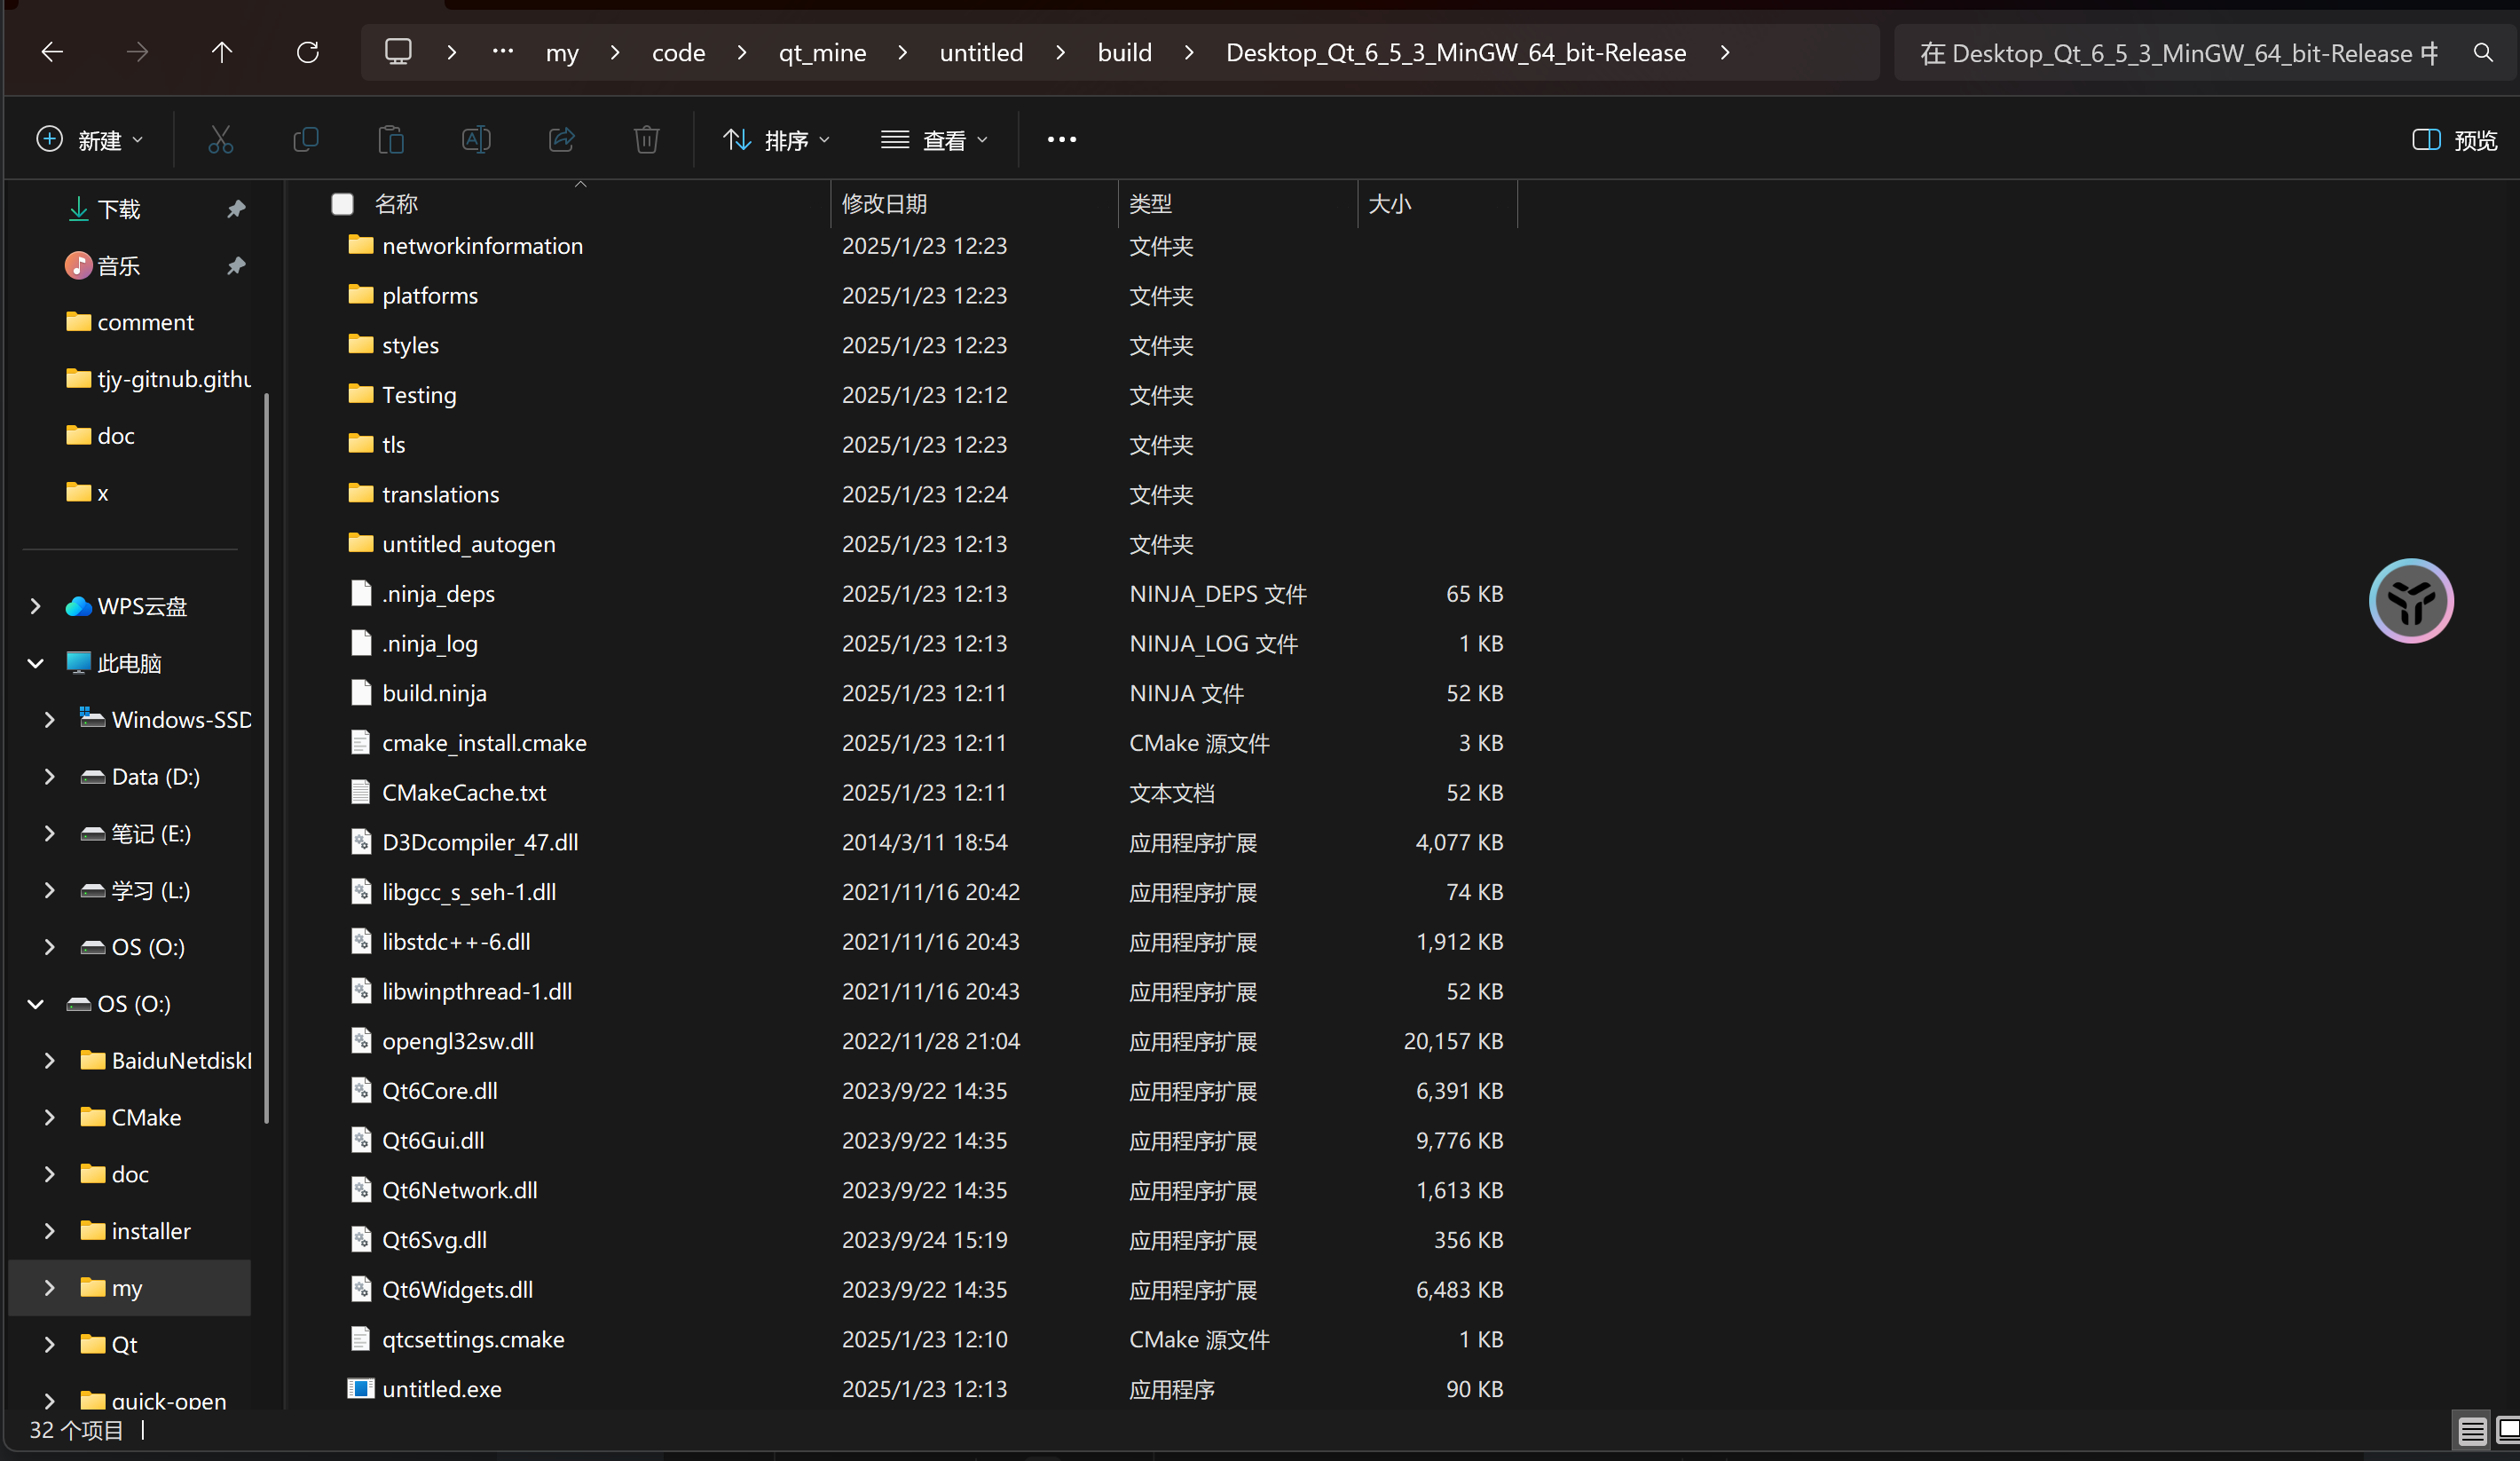 my code qt_mine untitled build Desktop_Qt_6_5_3_MinGW_64_bit-Release 在 Desktop_Qt_6_5_3_MinGW_64_bit-Release 中
新建 排序 查看 预览
下载
音乐
comment
tjy-gitnub.githu
doc
x
WPS云盘
此电脑
Windows-SSD
Data (D:)
笔记 (E:)
学习 (L:)
OS (O:)
OS (O:)
BaiduNetdisk
CMake
doc
installer
my
Qt
quick-open
名称 修改日期 类型 大小
networkinformation 2025/1/23 12:23 文件夹
platforms 2025/1/23 12:23 文件夹
styles 2025/1/23 12:23 文件夹
Testing 2025/1/23 12:12 文件夹
tls 2025/1/23 12:23 文件夹
translations 2025/1/23 12:24 文件夹
untitled_autogen 2025/1/23 12:13 文件夹
.ninja_deps 2025/1/23 12:13 NINJA_DEPS 文件 65 KB
.ninja_log 2025/1/23 12:13 NINJA_LOG 文件 1 KB
build.ninja 2025/1/23 12:11 NINJA 文件 52 KB
cmake_install.cmake 2025/1/23 12:11 CMake 源文件 3 KB
CMakeCache.txt 2025/1/23 12:11 文本文档 52 KB
D3Dcompiler_47.dll 2014/3/11 18:54 应用程序扩展 4,077 KB
libgcc_s_seh-1.dll 2021/11/16 20:42 应用程序扩展 74 KB
libstdc++-6.dll 2021/11/16 20:43 应用程序扩展 1,912 KB
libwinpthread-1.dll 2021/11/16 20:43 应用程序扩展 52 KB
opengl32sw.dll 2022/11/28 21:04 应用程序扩展 20,157 KB
Qt6Core.dll 2023/9/22 14:35 应用程序扩展 6,391 KB
Qt6Gui.dll 2023/9/22 14:35 应用程序扩展 9,776 KB
Qt6Network.dll 2023/9/22 14:35 应用程序扩展 1,613 KB
Qt6Svg.dll 2023/9/24 15:19 应用程序扩展 356 KB
Qt6Widgets.dll 2023/9/22 14:35 应用程序扩展 6,483 KB
qtcsettings.cmake 2025/1/23 12:10 CMake 源文件 1 KB
untitled.exe 2025/1/23 12:13 应用程序 90 KB
32 个项目